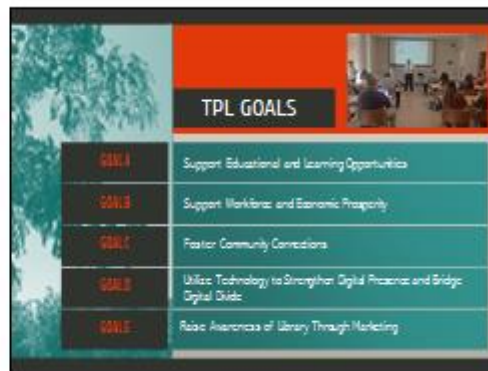 TPL GOALS
GOAL A
Support Educational and Learning Opportunities
GOAL B
Support Workforce and Economic Prosperity
GOAL C
Foster Community Connections
GOAL D
Utilize Technology to Strengthen Digital Presence and Bridge
Digital Divide
GOAL E
Raise Awareness of Library Through Marketing